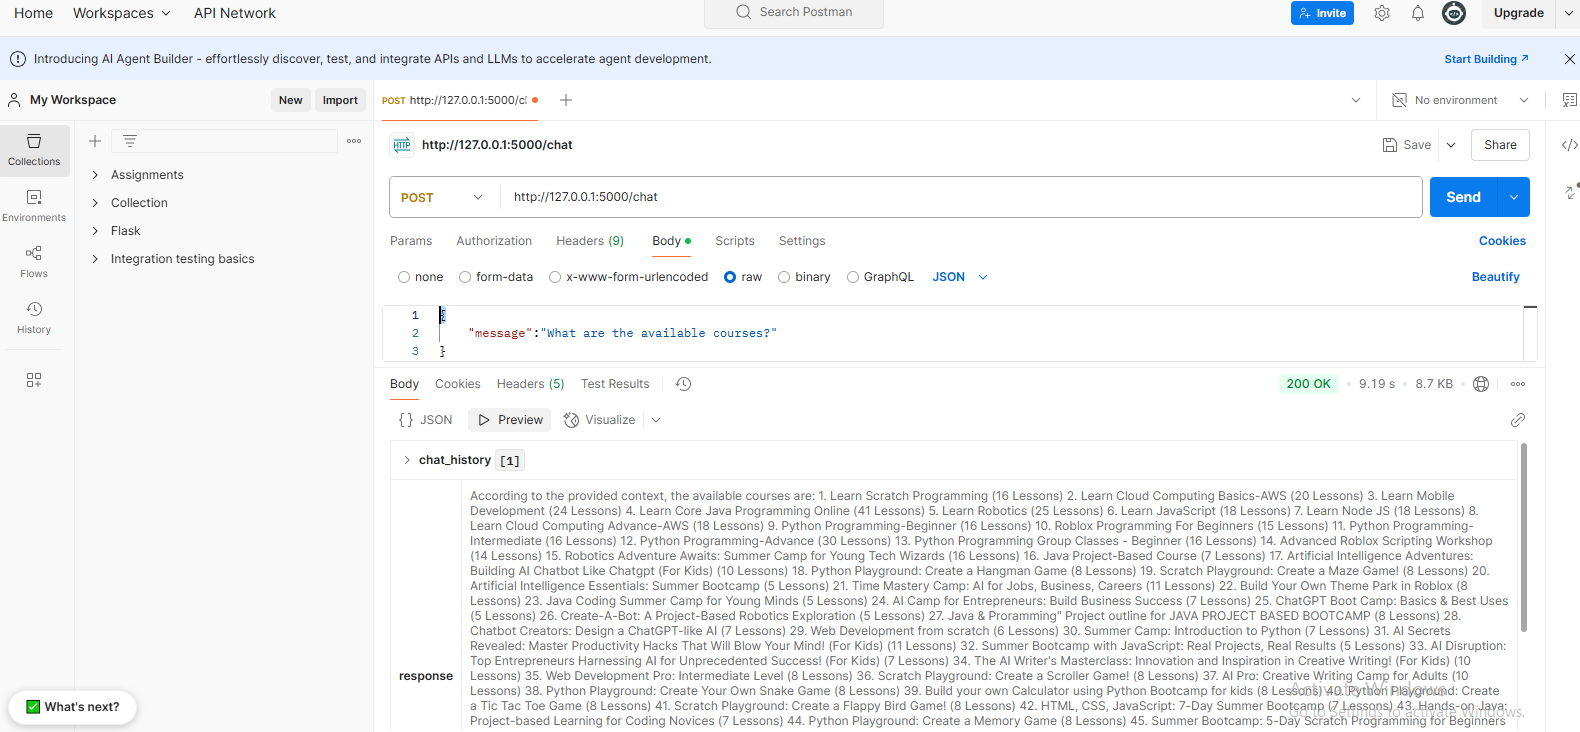 Home Workspaces API Network Search Postman Invite Upgrade
Introducing AI Agent Builder - effortlessly discover, test, and integrate APIs and LLMs to accelerate agent development. Start Building
My Workspace New Import POST http://127.0.0.1:5000/cl No environment
Collections
http://127.0.0.1:5000/chat Save Share
Assignments
Collection
Flask
Integration testing basics
Environments
Flows
History
POST http://127.0.0.1:5000/chat Send
Params Authorization Headers (9) Body Scripts Settings Cookies
none form-data x-www-form-urlencoded raw binary GraphQL JSON Beautify
1 {
2 "message":"What are the available courses?"
3 }
Body Cookies Headers (5) Test Results 200 OK 9.19 s 8.7 KB
{} JSON Preview Visualize
chat_history [1]
response
According to the provided context, the available courses are: 1. Learn Scratch Programming (16 Lessons) 2. Learn Cloud Computing Basics-AWS (20 Lessons) 3. Learn Mobile
Development (24 Lessons) 4. Learn Core Java Programming Online (41 Lessons) 5. Learn Robotics (25 Lessons) 6. Learn JavaScript (18 Lessons) 7. Learn Node JS (18 Lessons) 8.
Learn Cloud Computing Advance-AWS (18 Lessons) 9. Python Programming-Beginner (16 Lessons) 10. Roblox Programming For Beginners (15 Lessons) 11. Python Programming-
Intermediate (16 Lessons) 12. Python Programming-Advance (30 Lessons) 13. Python Programming Group Classes - Beginner (16 Lessons) 14. Advanced Roblox Scripting Workshop
(14 Lessons) 15. Robotics Adventure Awaits: Summer Camp for Young Tech Wizards (16 Lessons) 16. Java Project-Based Course (7 Lessons) 17. Artificial Intelligence Adventures:
Building AI Chatbot Like Chatgpt (For Kids) (10 Lessons) 18. Python Playground: Create a Hangman Game (8 Lessons) 19. Scratch Playground: Create a Maze Game! (8 Lessons) 20.
Artificial Intelligence Essentials: Summer Bootcamp (5 Lessons) 21. Time Mastery Camp: AI for Jobs, Business, Careers (11 Lessons) 22. Build Your Own Theme Park in Roblox (8
Lessons) 23. Java Coding Summer Camp for Young Minds (5 Lessons) 24. AI Camp for Entrepreneurs: Build Business Success (7 Lessons) 25. ChatGPT Boot Camp: Basics & Best Uses
(5 Lessons) 26. Create-A-Bot: A Project-Based Robotics Exploration (5 Lessons) 27. Java & Proramming" Project outline for JAVA PROJECT BASED BOOTCAMP (8 Lessons) 28.
Chatbot Creators: Design a ChatGPT-like AI (7 Lessons) 29. Web Development from scratch (6 Lessons) 30. Summer Camp: Introduction to Python (7 Lessons) 31. AI Secrets
Revealed: Master Productivity Hacks That Will Blow Your Mind! (For Kids) (11 Lessons) 32. Summer Bootcamp with JavaScript: Real Projects, Real Results (5 Lessons) 33. AI Disruption:
Top Entrepreneurs Harnessing AI for Unprecedented Success! (For Kids) (7 Lessons) 34. The AI Writer's Masterclass: Innovation and Inspiration in Creative Writing! (For Kids) (10
Lessons) 35. Web Development Pro: Intermediate Level (8 Lessons) 36. Scratch Playground: Create a Scroller Game! (8 Lessons) 37. AI Pro: Creative Writing Camp for Adults (10
Lessons) 38. Python Playground: Create Your Own Snake Game (8 Lessons) 39. Build your own Calculator using Python Bootcamp for kids (8 Lessons) 40. Python Playground: Create
a Tic Tac Toe Game (8 Lessons) 41. Scratch Playground: Create a Flappy Bird Game! (8 Lessons) 42. HTML, CSS, JavaScript: 7-Day Summer Bootcamp (7 Lessons) 43. Hands-on Java:
Project-based Learning for Coding Novices (7 Lessons) 44. Python Playground: Create a Memory Game (8 Lessons) 45. Summer Bootcamp: 5-Day Scratch Programming for Beginners
What's next?
Activate Windows
Go to Settings to activate Windows.